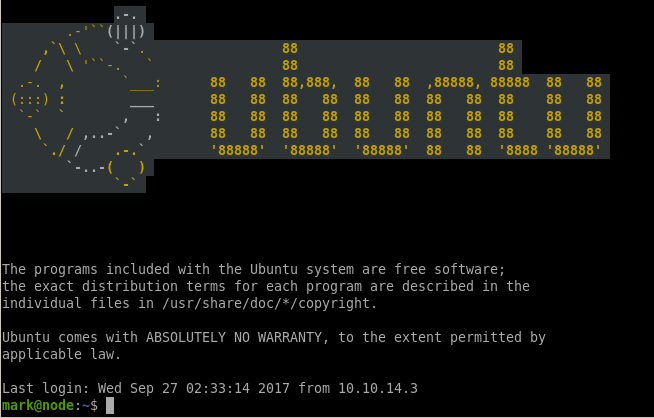 .-.
        .-'``(|||)
     ,`\ \    `-`.                 88                         88
    /   \ '``-.   `                88                         88
  .-.  ,       `___:      88   88  88,888,  88   88  ,88888, 88888  88   88
 (:::) :        ___       88   88  88   88  88   88  88   88  88    88   88
  `-`  `       ,   :      88   88  88   88  88   88  88   88  88    88   88
    \   / ,..-`   ,       88   88  88   88  88   88  88   88  88    88   88
     `./ /    .-.`        '88888'  '88888'  '88888'  88   88  '8888 '88888'
        `-..-(   )
              `-`
The programs included with the Ubuntu system are free software;
the exact distribution terms for each program are described in the
individual files in /usr/share/doc/*/copyright.
Ubuntu comes with ABSOLUTELY NO WARRANTY, to the extent permitted by
applicable law.
Last login: Wed Sep 27 02:33:14 2017 from 10.10.14.3
mark@node:~$